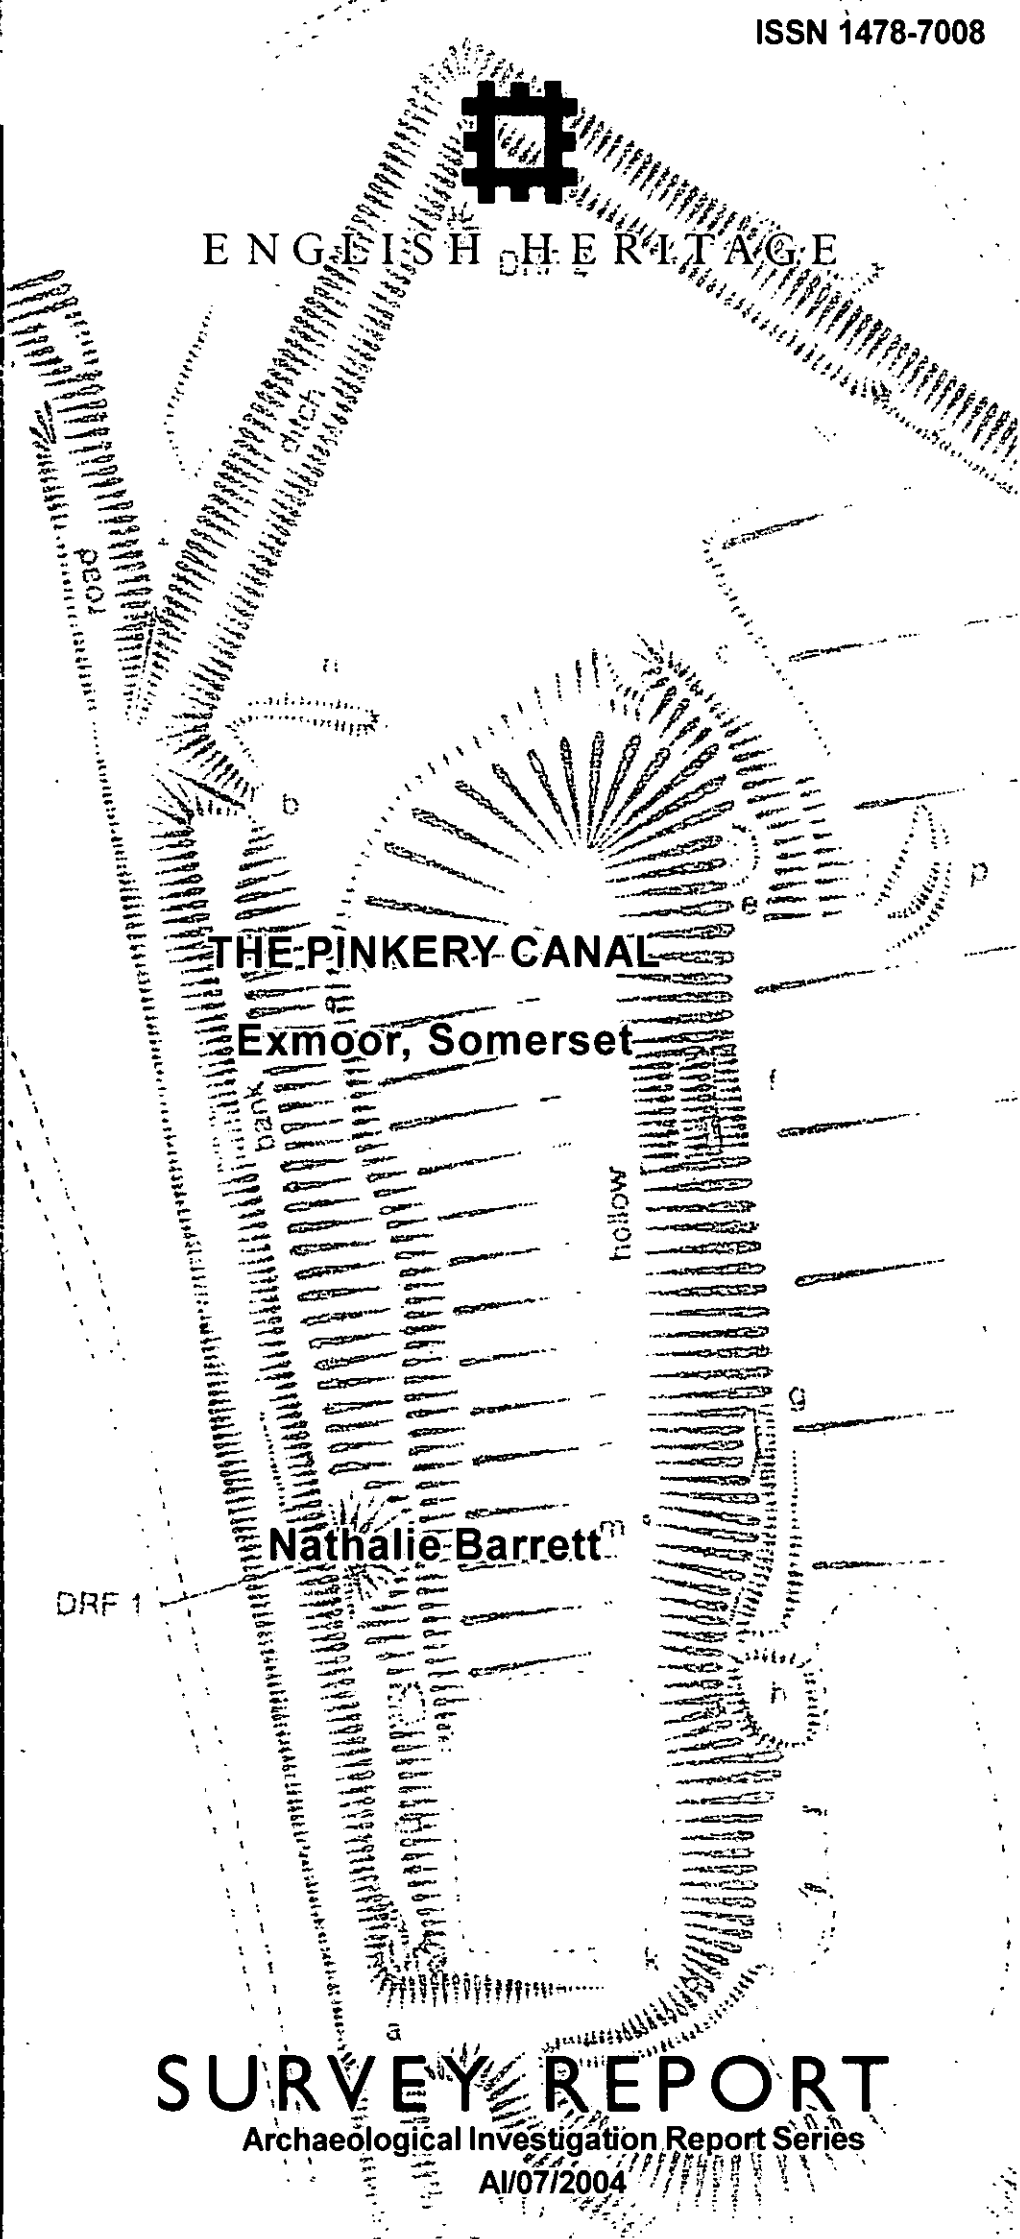 ISSN 1478-7008
ENGLISH HERITAGE
ditch
road
n
c
b
p
e
THE PINKERY CANAL
Exmoor, Somerset
f
bank
hollow
g
m
Nathalie Barrett
DRF 1
h
j
k
a
SURVEY REPORT
Archaeological Investigation Report Series
AI/07/2004